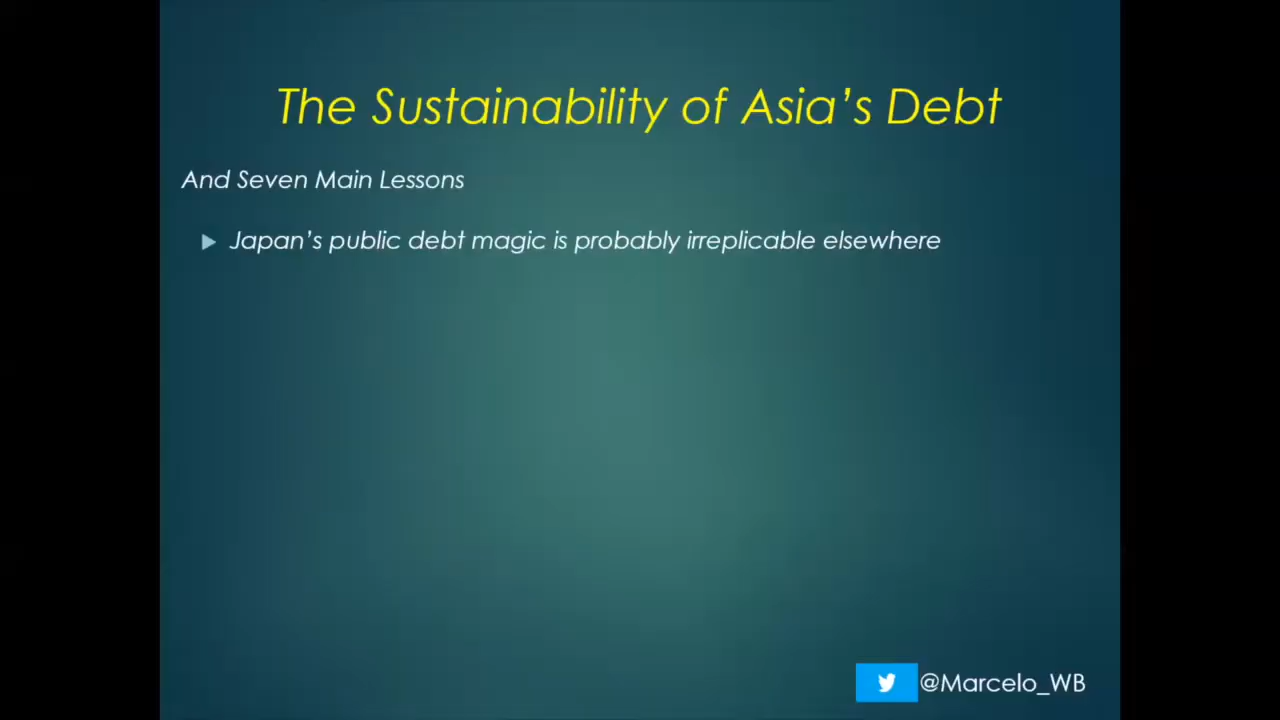 The Sustainability of Asia's Debt
And Seven Main Lessons
Japan's public debt magic is probably irreplicable elsewhere
@Marcelo_WB